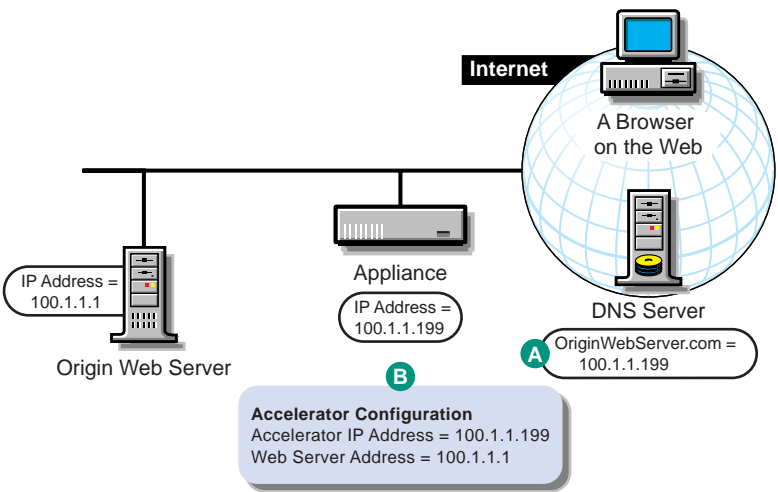 Internet
A Browser
on the Web
IP Address =
100.1.1.1
Origin Web Server
Appliance
IP Address =
100.1.1.199
DNS Server
A
OriginWebServer.com =
100.1.1.199
B
Accelerator Configuration
Accelerator IP Address = 100.1.1.199
Web Server Address = 100.1.1.1